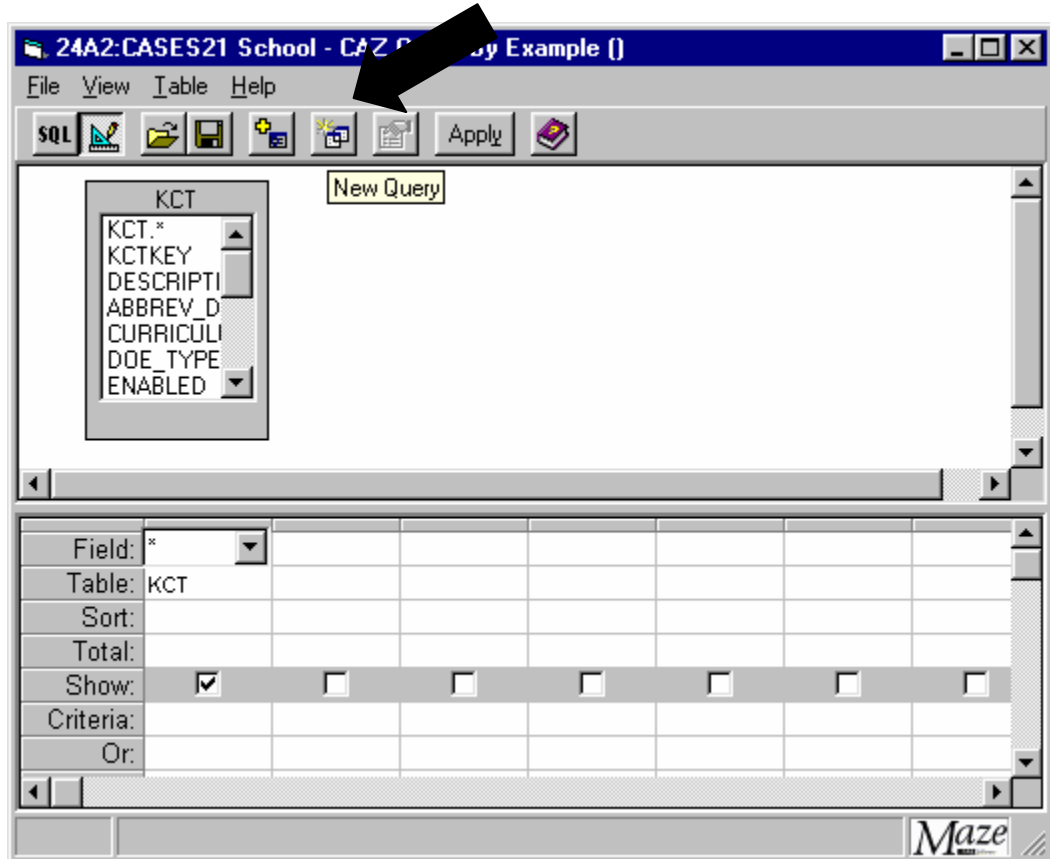 24A2:CASES21 School - CAZ by Example ()
File View Table Help
SQL Apply
New Query
KCT
KCT.*
KCTKEY
DESCRIPTI
ABBREV_D
CURRICUL
DOE_TYPE
ENABLED
Field: *
Table: KCT
Sort:
Total:
Show:
Criteria:
Or:
Maze